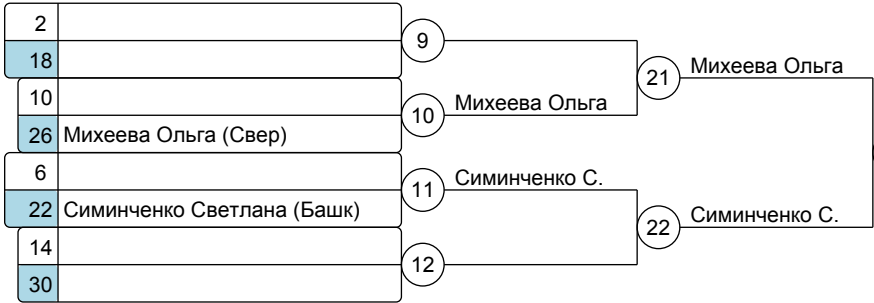 2
9
18
Михеева Ольга
21
10
Михеева Ольга
10
26 Михеева Ольга (Свер)
6
Симинченко С.
11
22 Симинченко Светлана (Башк)
Симинченко С.
22
14
12
30